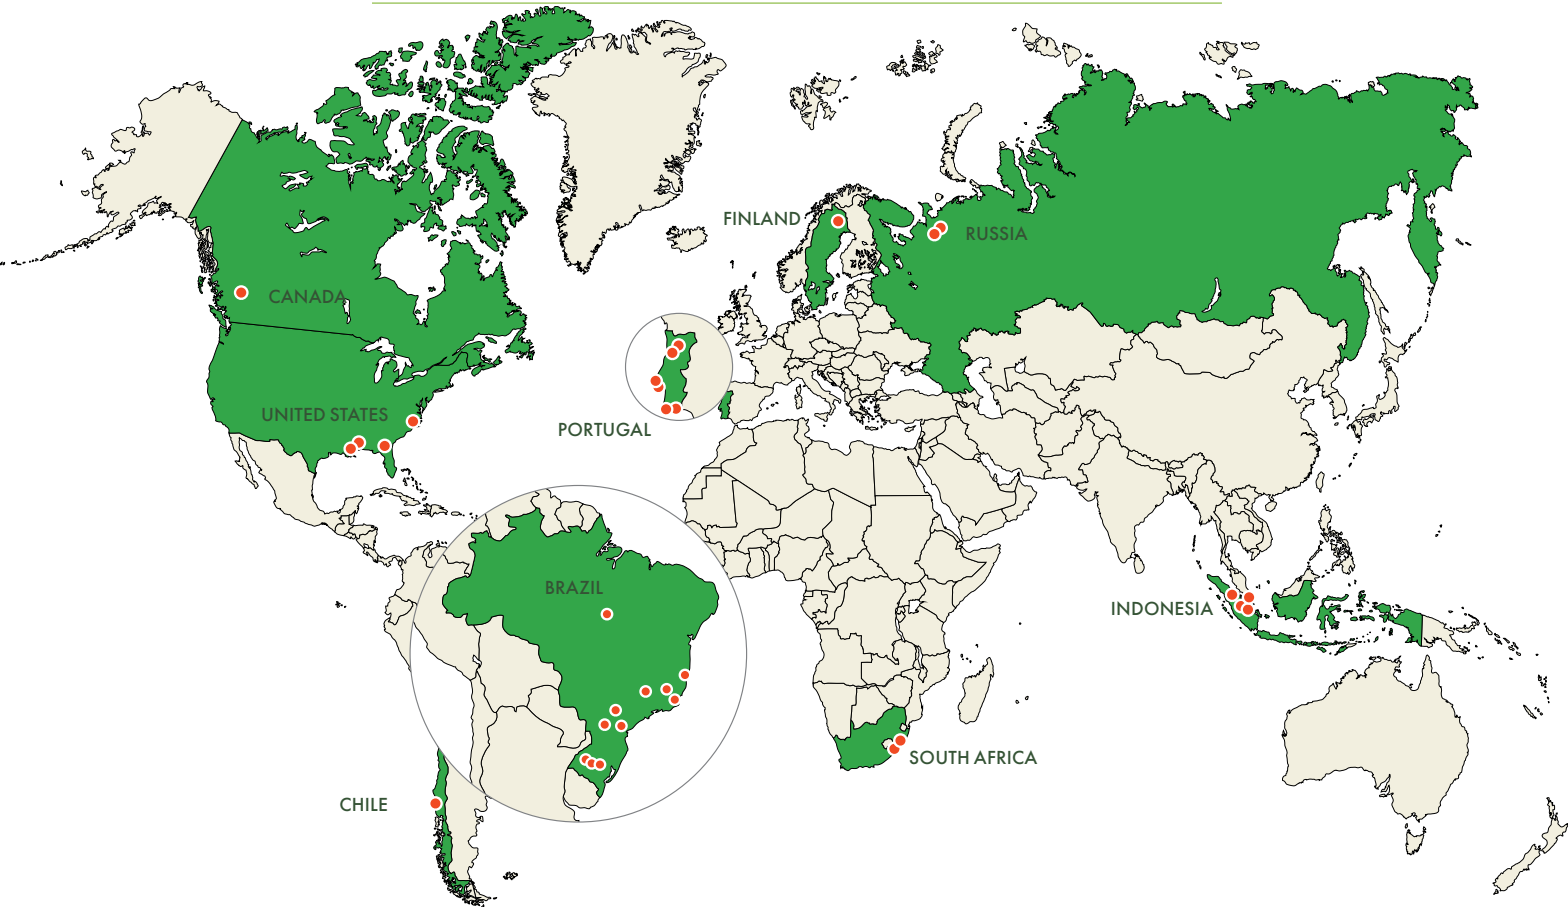 FINLAND
RUSSIA
CANADA
UNITED STATES
PORTUGAL
BRAZIL
INDONESIA
SOUTH AFRICA
CHILE